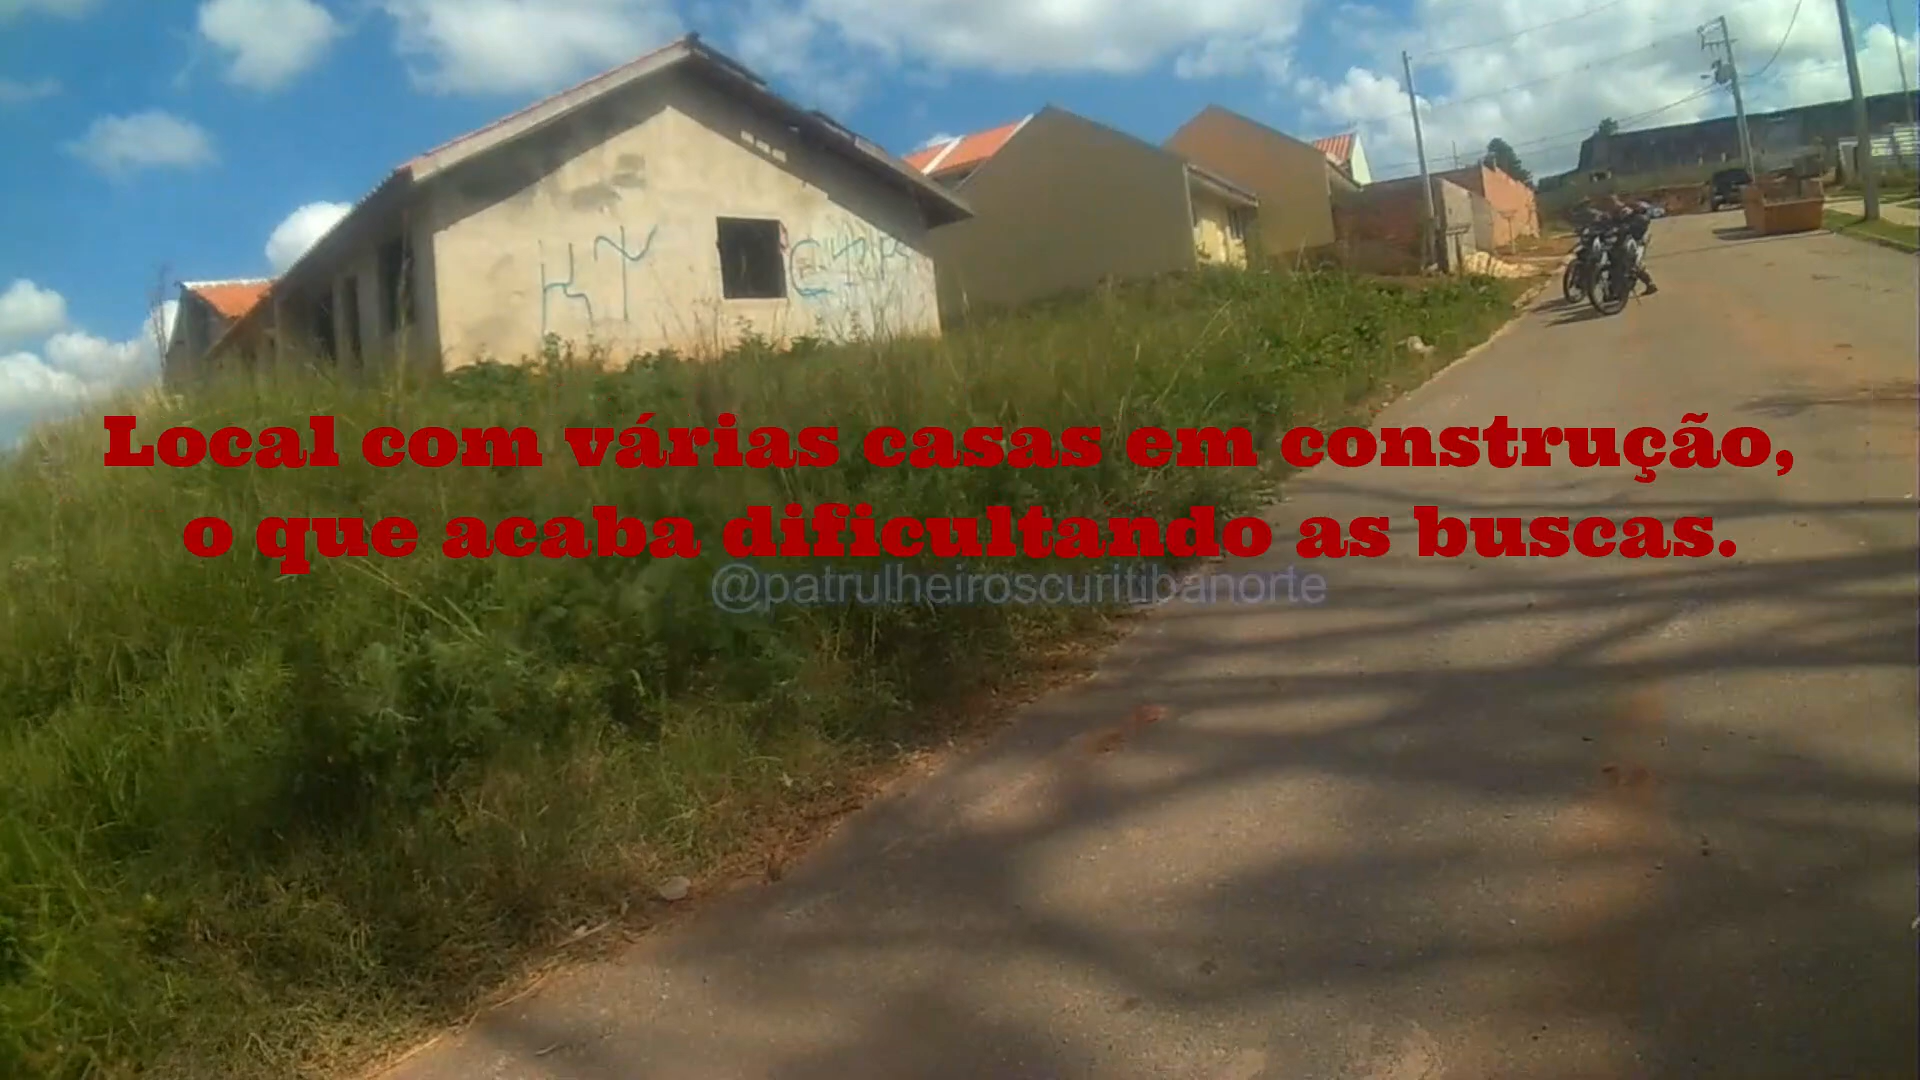 Local com várias casas em construção,
o que acaba dificultando as buscas.
@patrulheiroscuritibanorte